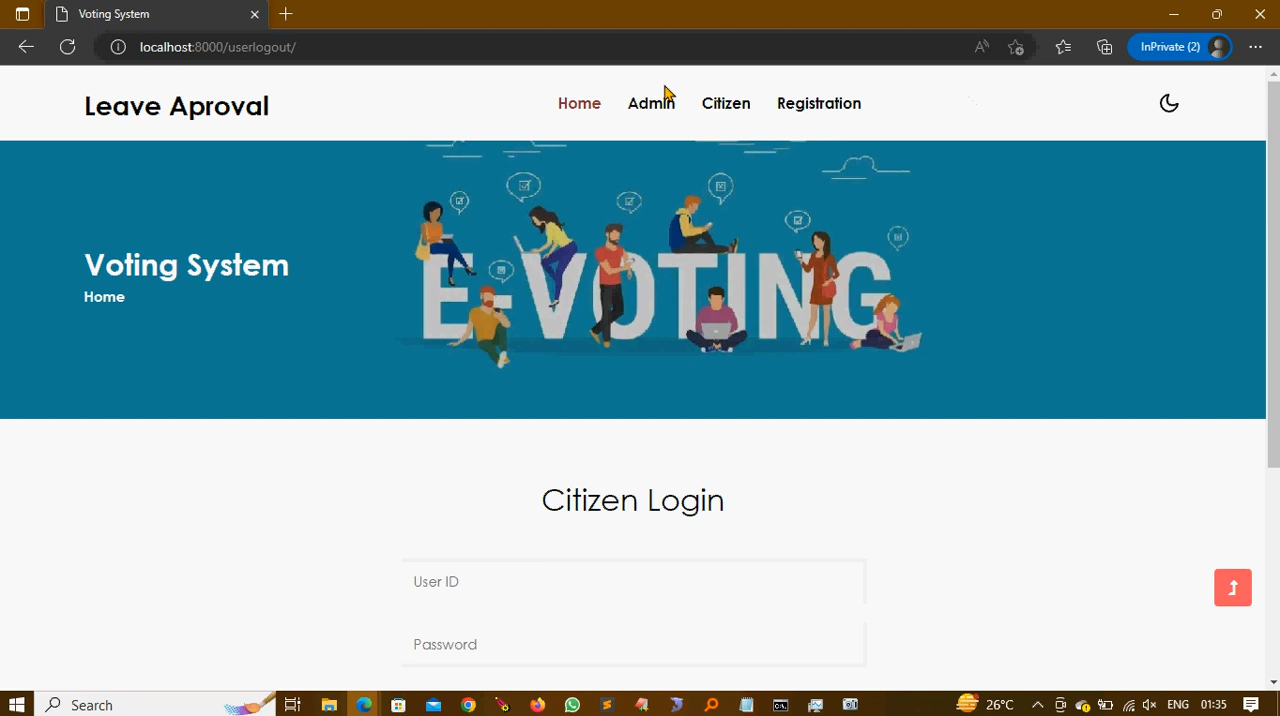 Voting System
localhost:8000/userlogout/
InPrivate (2)
Leave Aproval
Home
Admin
Citizen
Registration
Voting System
Home
E-VOTING
Citizen Login
User ID
Password
Search
26°C
ENG
01:35